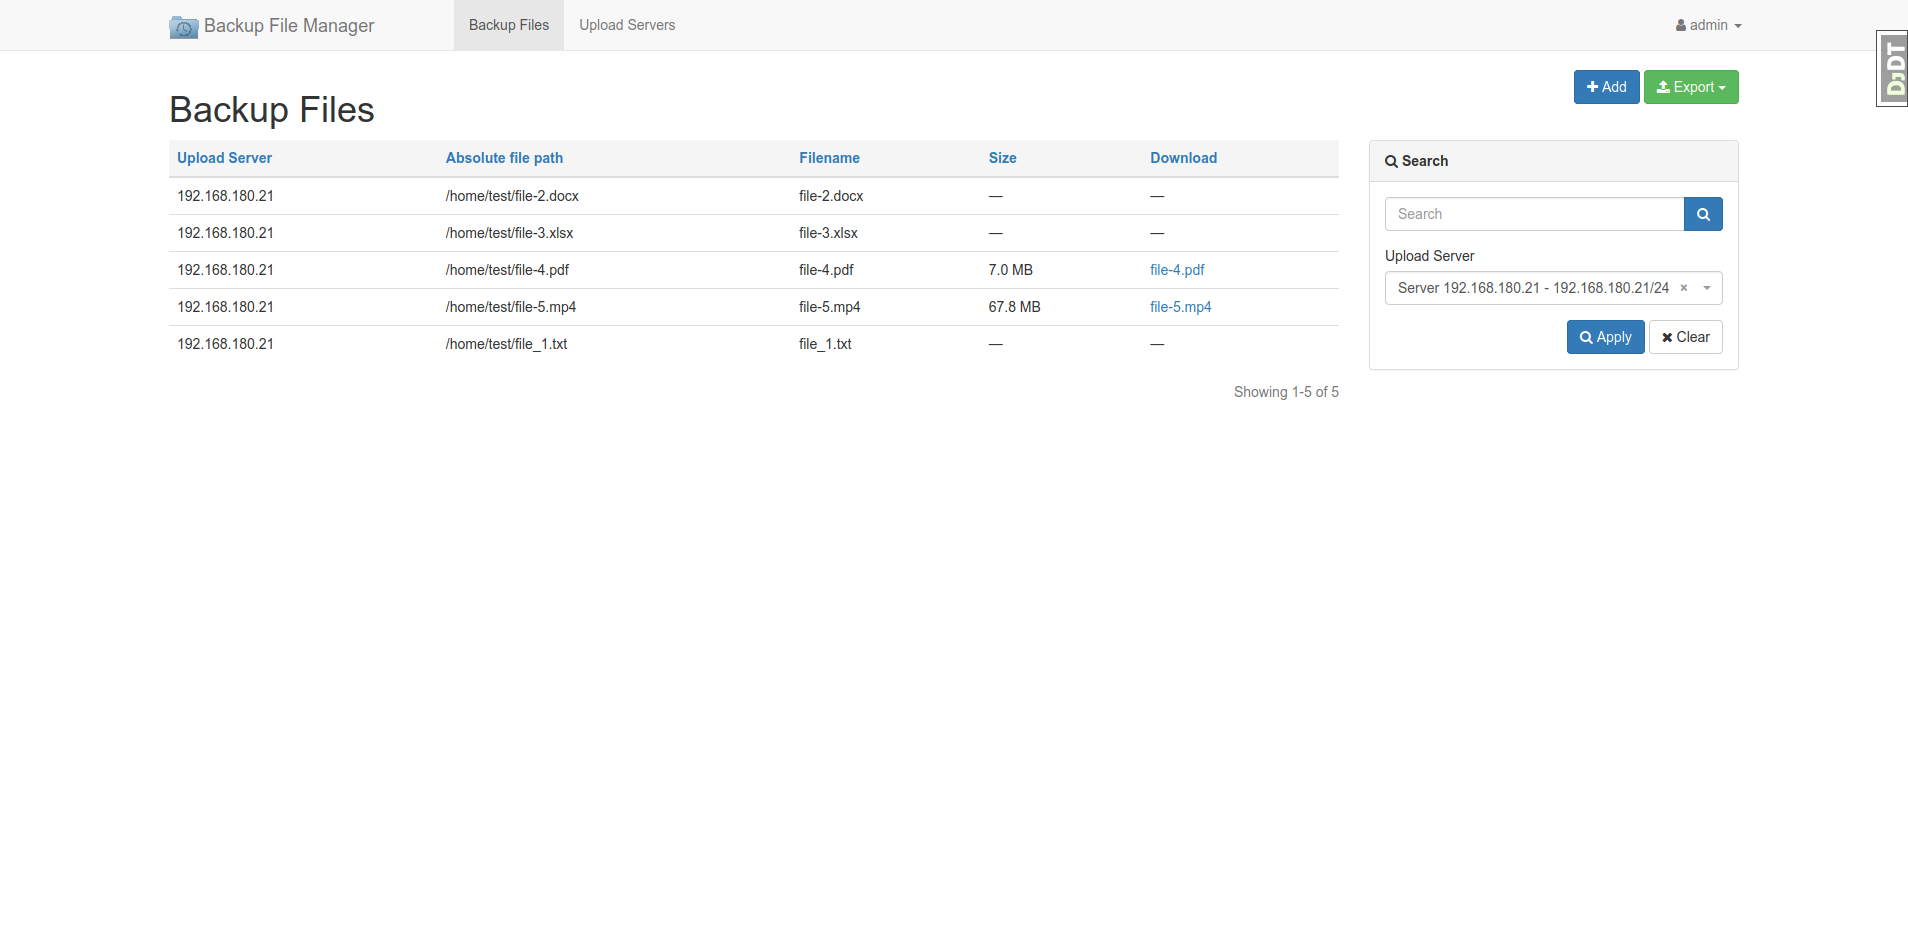 Backup File Manager Backup Files Upload Servers admin
DjDT
Add Export
Backup Files
Upload Server Absolute file path Filename Size Download
192.168.180.21 /home/test/file-2.docx file-2.docx — —
192.168.180.21 /home/test/file-3.xlsx file-3.xlsx — —
192.168.180.21 /home/test/file-4.pdf file-4.pdf 7.0 MB file-4.pdf
192.168.180.21 /home/test/file-5.mp4 file-5.mp4 67.8 MB file-5.mp4
192.168.180.21 /home/test/file_1.txt file_1.txt — —
Showing 1-5 of 5
Search
Search
Upload Server
Server 192.168.180.21 - 192.168.180.21/24 ×
Apply Clear